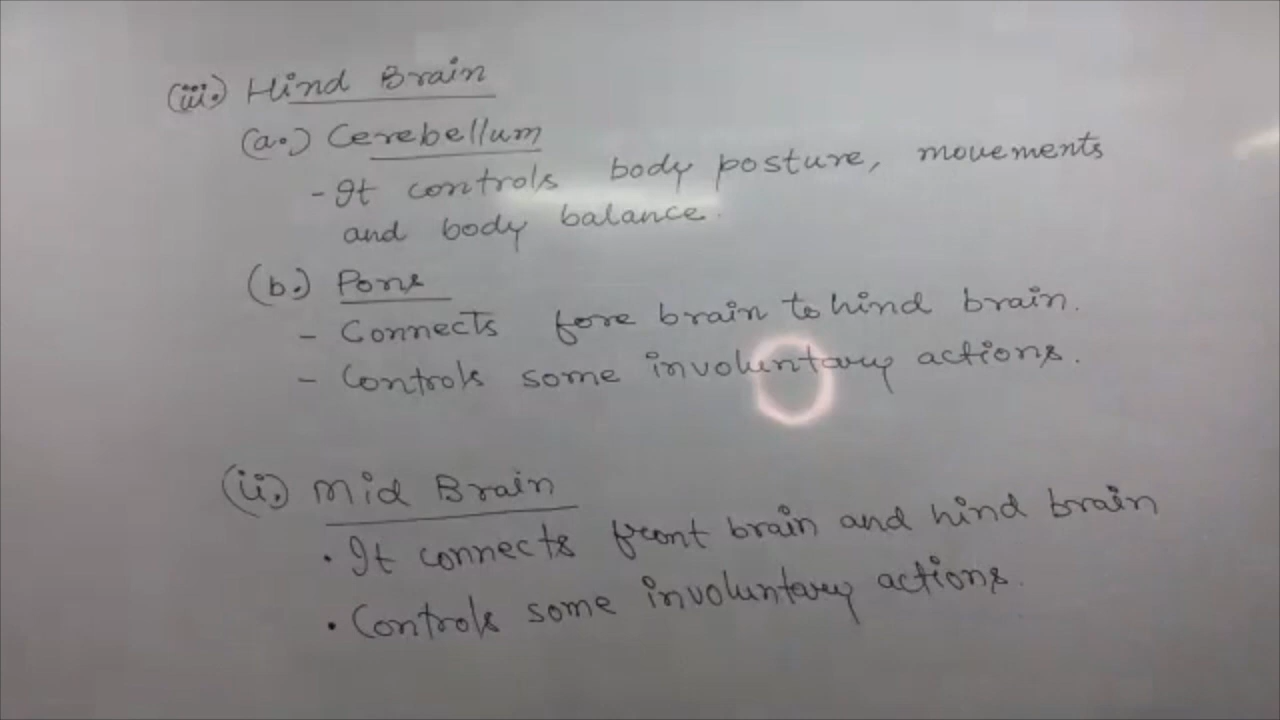 (iii.) Hind Brain
(a.) Cerebellum
- It controls body posture, movements
and body balance.
(b.) Pons
- Connects fore brain to hind brain.
- Controls some involuntary actions.
(ii.) Mid Brain
• It connects front brain and hind brain
• Controls some involuntary actions.